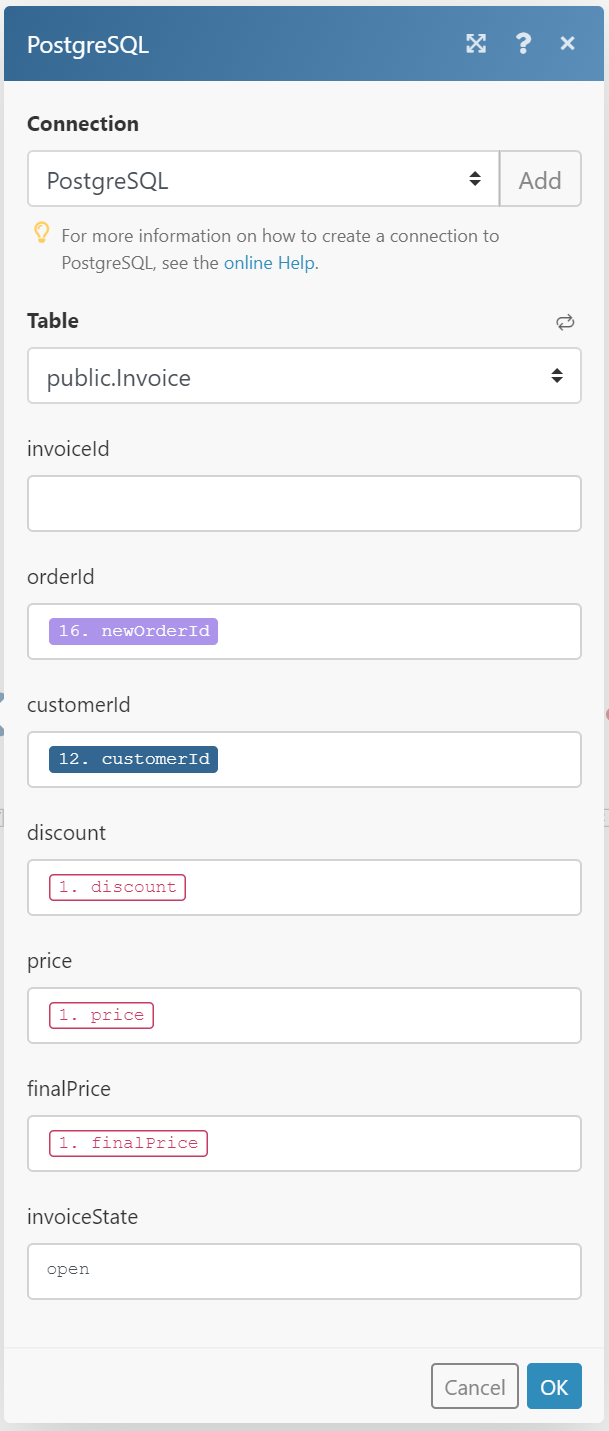 PostgreSQL
Connection
PostgreSQL
Add
For more information on how to create a connection to
PostgreSQL, see the online Help.
Table
public.Invoice
invoiceId
orderId
16. newOrderId
customerId
12. customerId
discount
1. discount
price
1. price
finalPrice
1. finalPrice
invoiceState
open
Cancel
OK